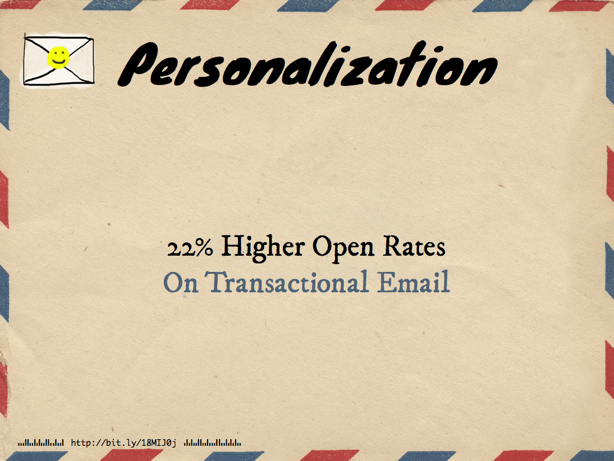 Personalization
22% Higher Open Rates
On Transactional Email
http://bit.ly/18MIJ0j